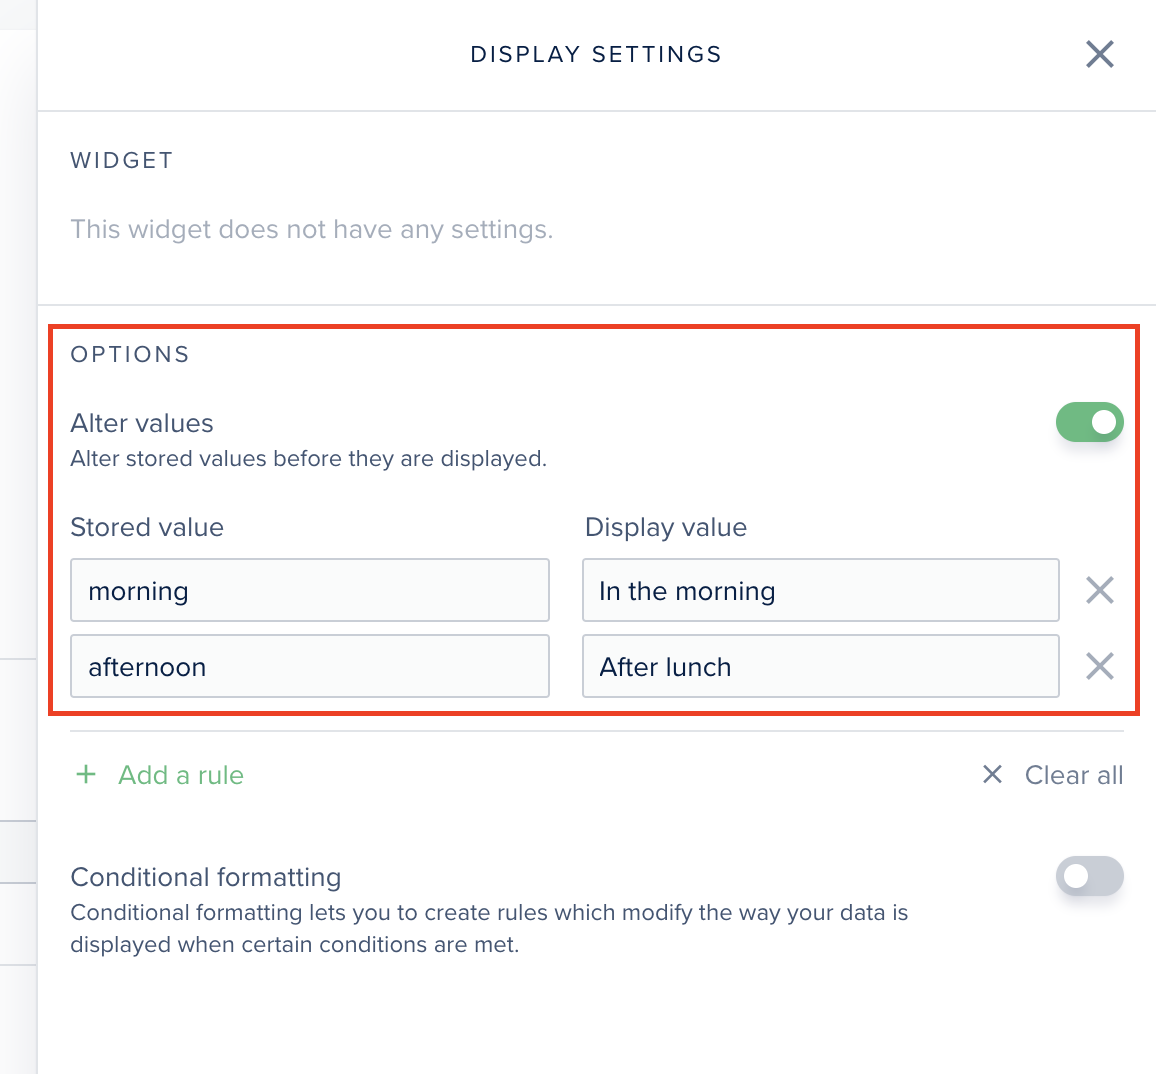 DISPLAY SETTINGS
WIDGET
This widget does not have any settings.
OPTIONS
Alter values
Alter stored values before they are displayed.
Stored value Display value
morning In the morning
afternoon After lunch
+ Add a rule × Clear all
Conditional formatting
Conditional formatting lets you to create rules which modify the way your data is
displayed when certain conditions are met.